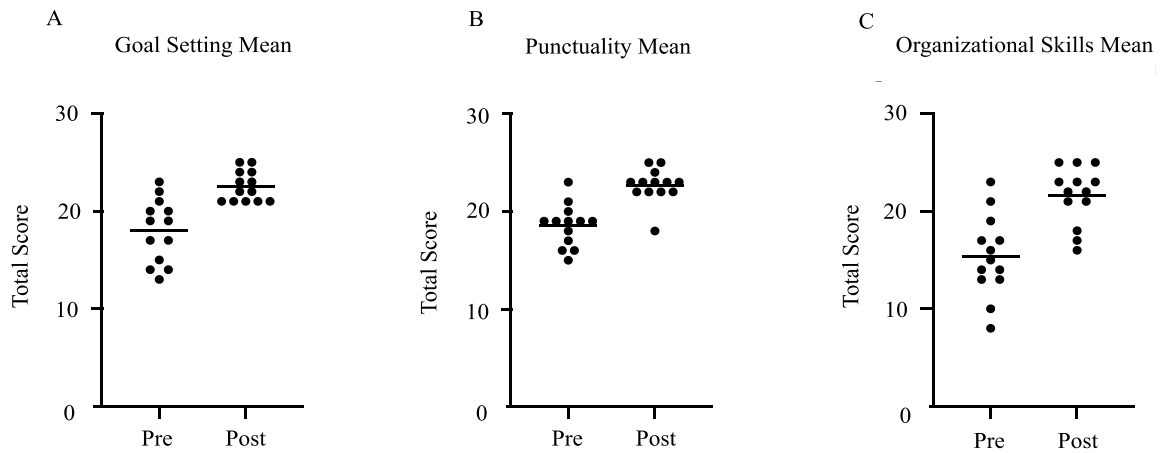 A
Goal Setting Mean
30
20
10
0
Total Score
Pre Post
B
Punctuality Mean
30
20
10
0
Total Score
Pre Post
C
Organizational Skills Mean
30
20
10
0
Total Score
Pre Post